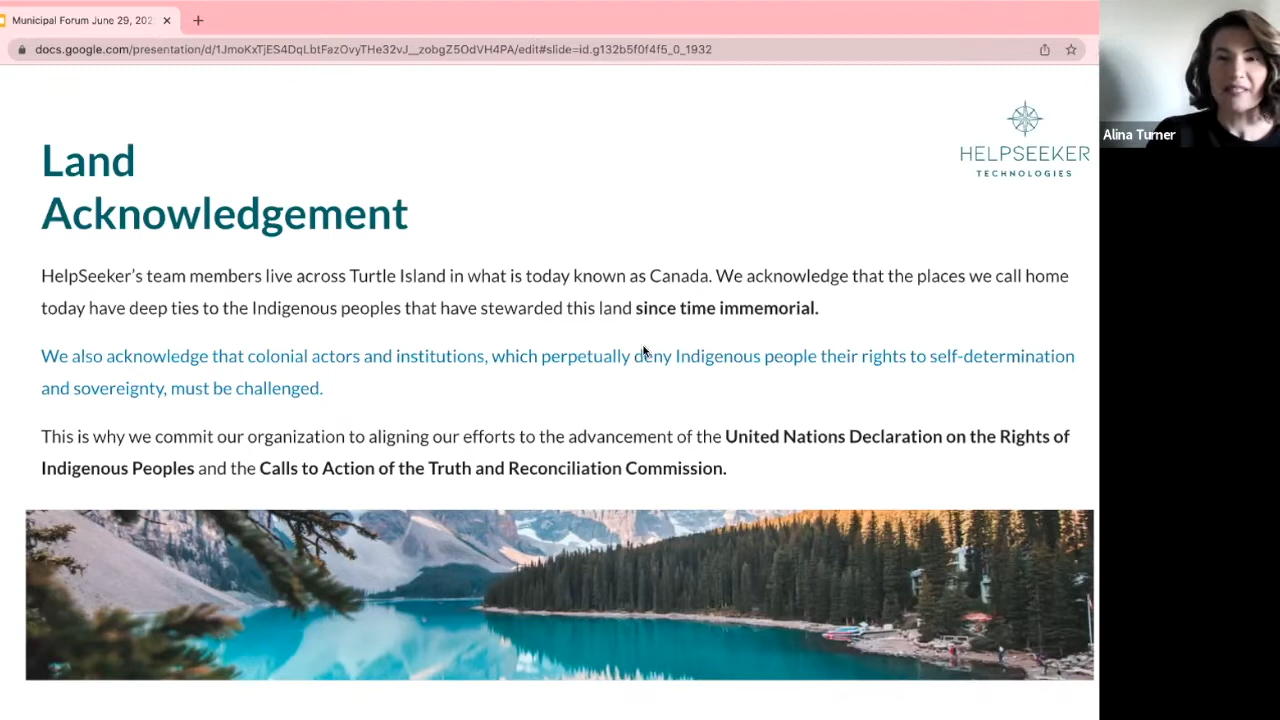 Municipal Forum June 29, 202
docs.google.com/presentation/d/1JmoKxTjES4DqLbtFazOvyTHe32vJ__zobgZ5OdVH4PA/edit#slide=id.g132b5f0f4f5_0_1932
Alina Turner
HELPSEEKER
TECHNOLOGIES
Land
Acknowledgement
HelpSeeker's team members live across Turtle Island in what is today known as Canada. We acknowledge that the places we call home
today have deep ties to the Indigenous peoples that have stewarded this land since time immemorial.
We also acknowledge that colonial actors and institutions, which perpetually deny Indigenous people their rights to self-determination
and sovereignty, must be challenged.
This is why we commit our organization to aligning our efforts to the advancement of the United Nations Declaration on the Rights of
Indigenous Peoples and the Calls to Action of the Truth and Reconciliation Commission.